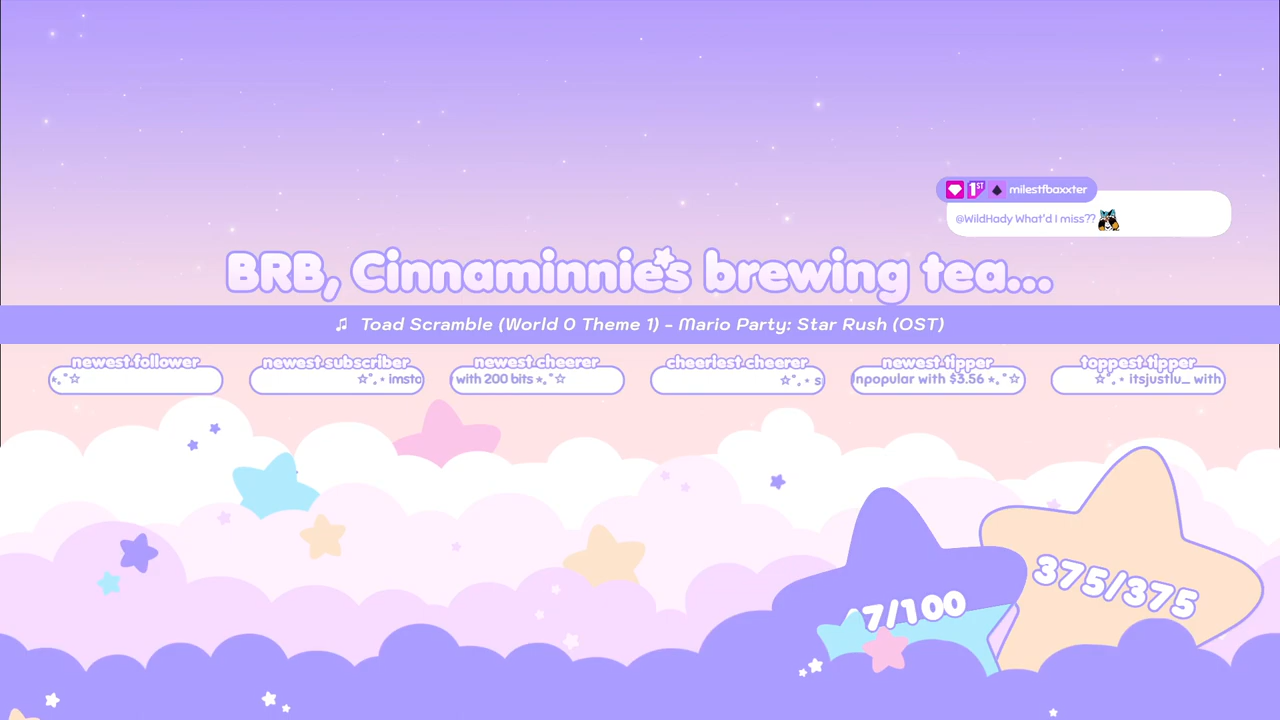 1ST milestfbaxxter
@WildHady What'd I miss??
BRB, Cinnaminnie's brewing tea...
♫ Toad Scramble (World 0 Theme 1) - Mario Party: Star Rush (OST)
newest follower
newest subscriber
newest cheerer
cheeriest cheerer
newest tipper
toppest tipper
with 200 bits
npopular with $3.56
itsjustlu_ with
375/375
7/100